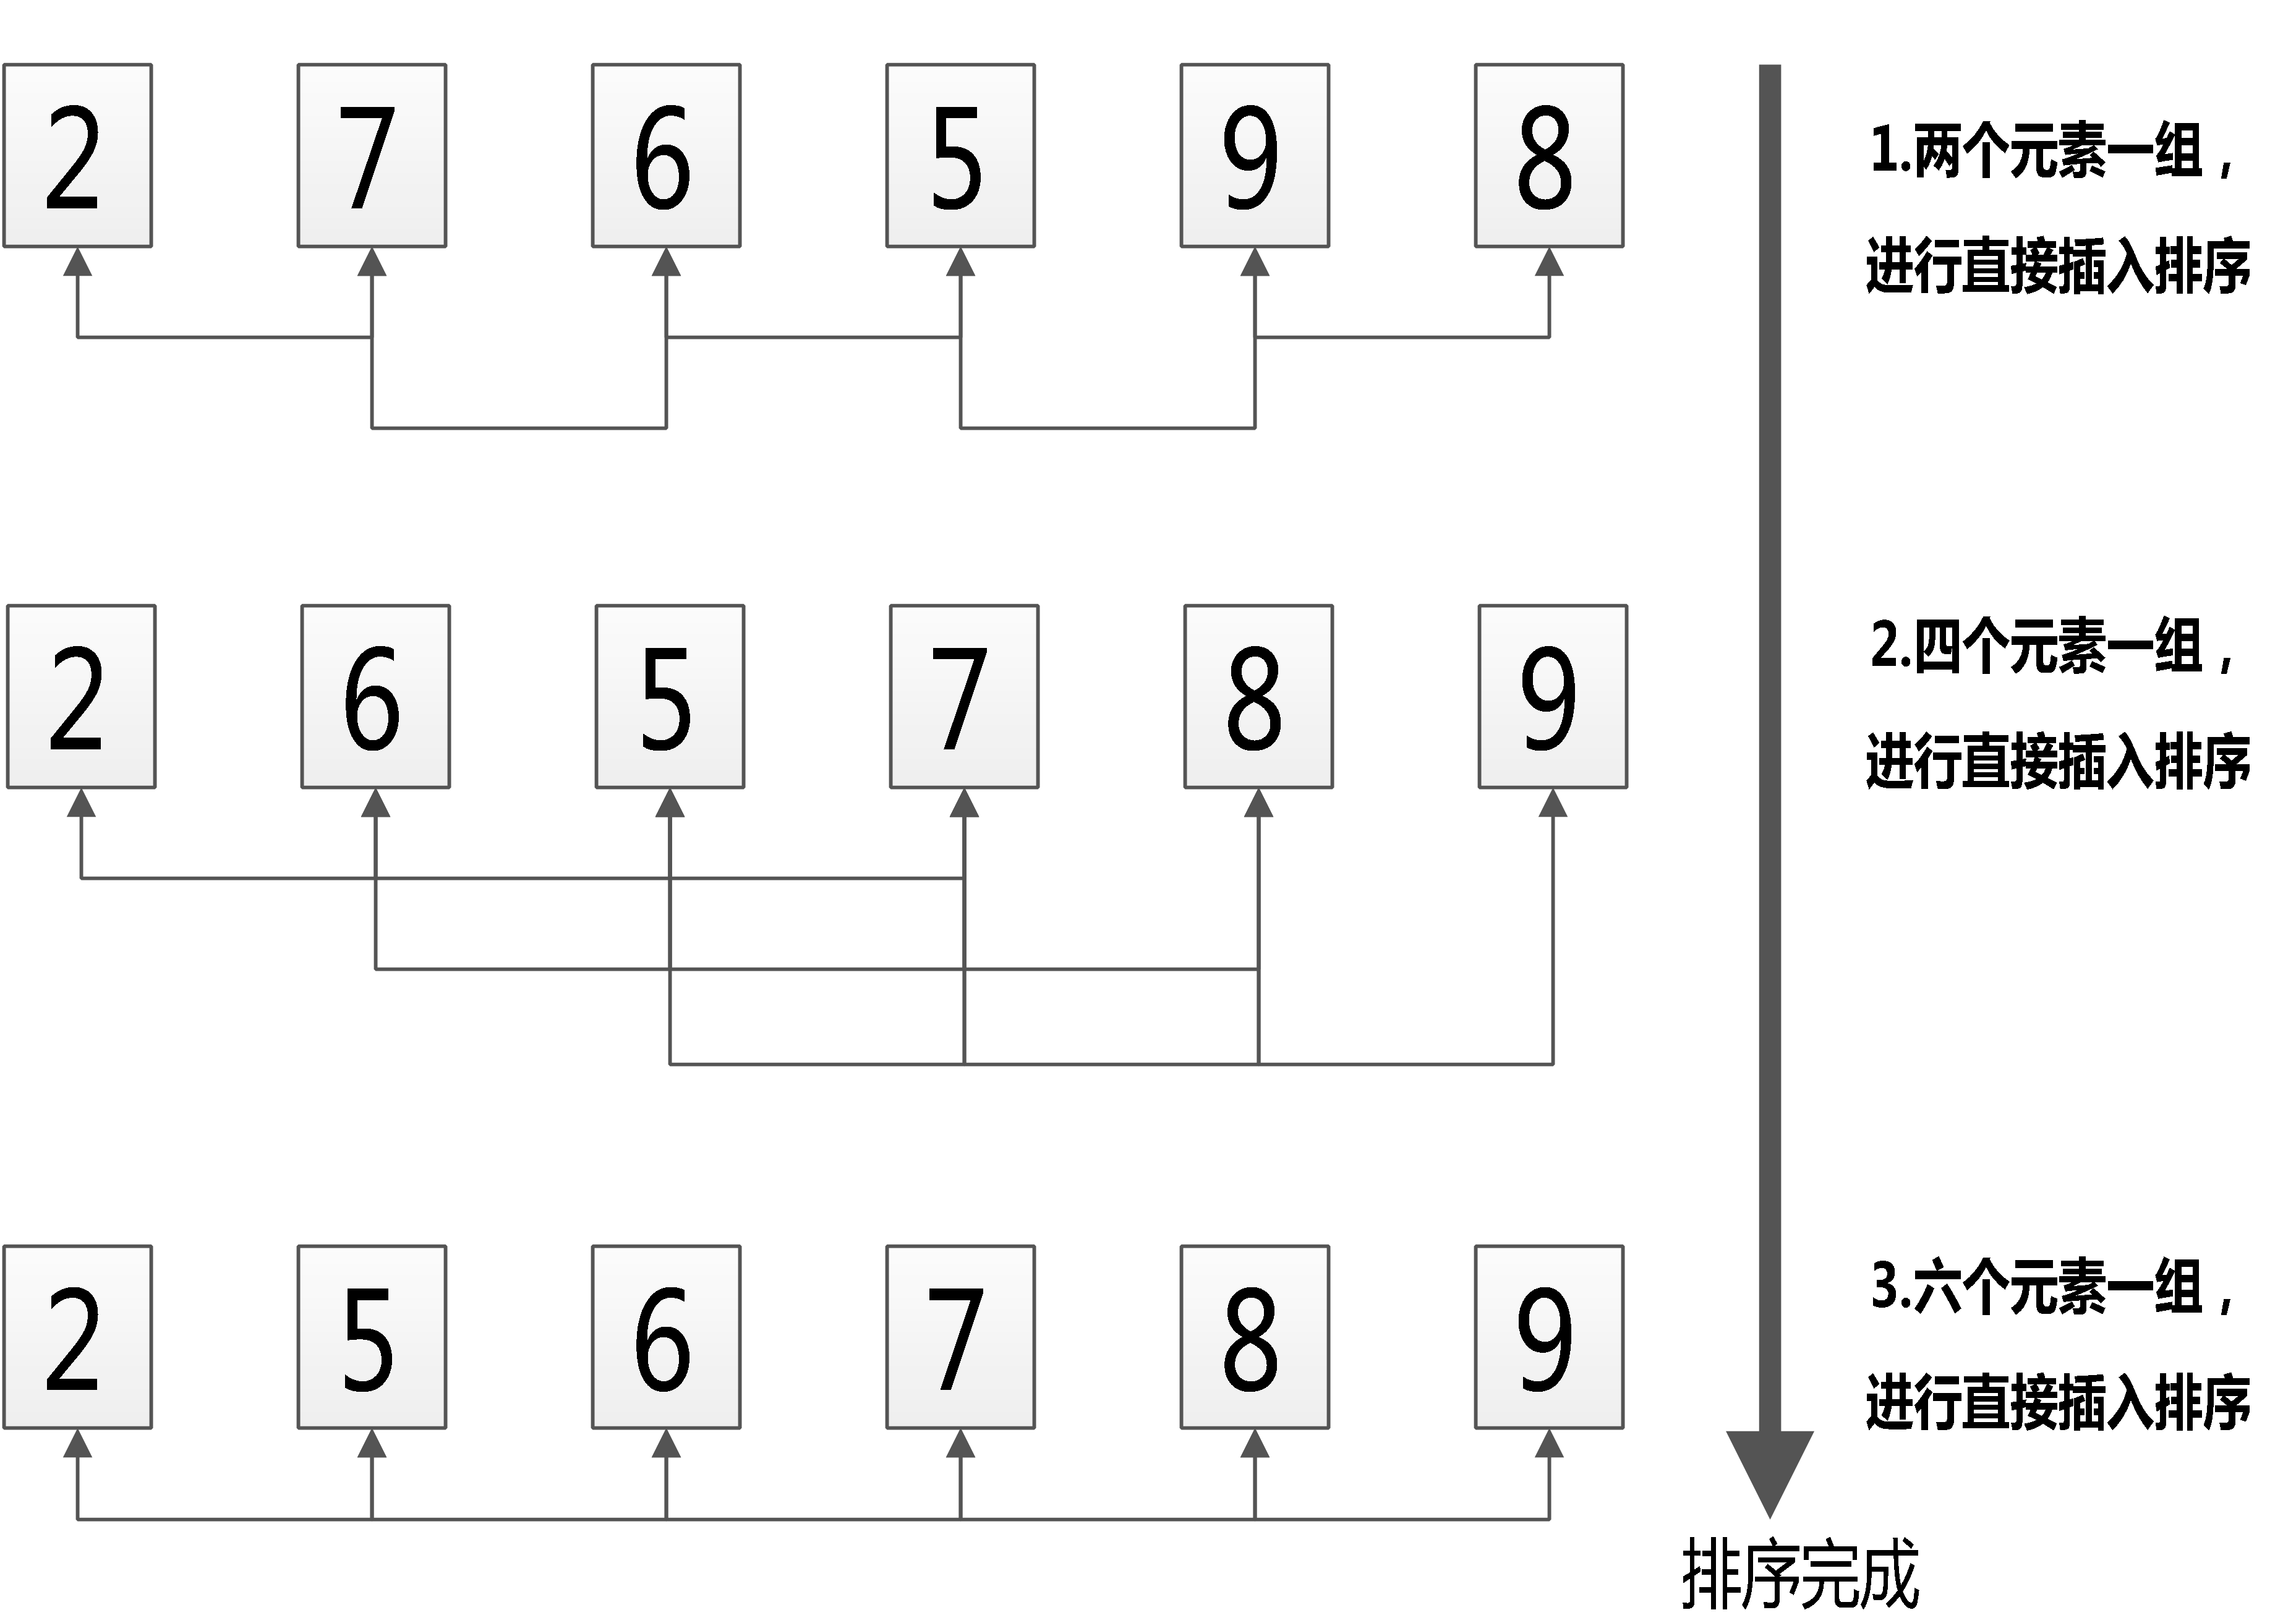 2 7 6 5 9 8
1.两个元素一组，
进行直接插入排序
2 6 5 7 8 9
2.四个元素一组，
进行直接插入排序
2 5 6 7 8 9
3.六个元素一组，
进行直接插入排序
排序完成